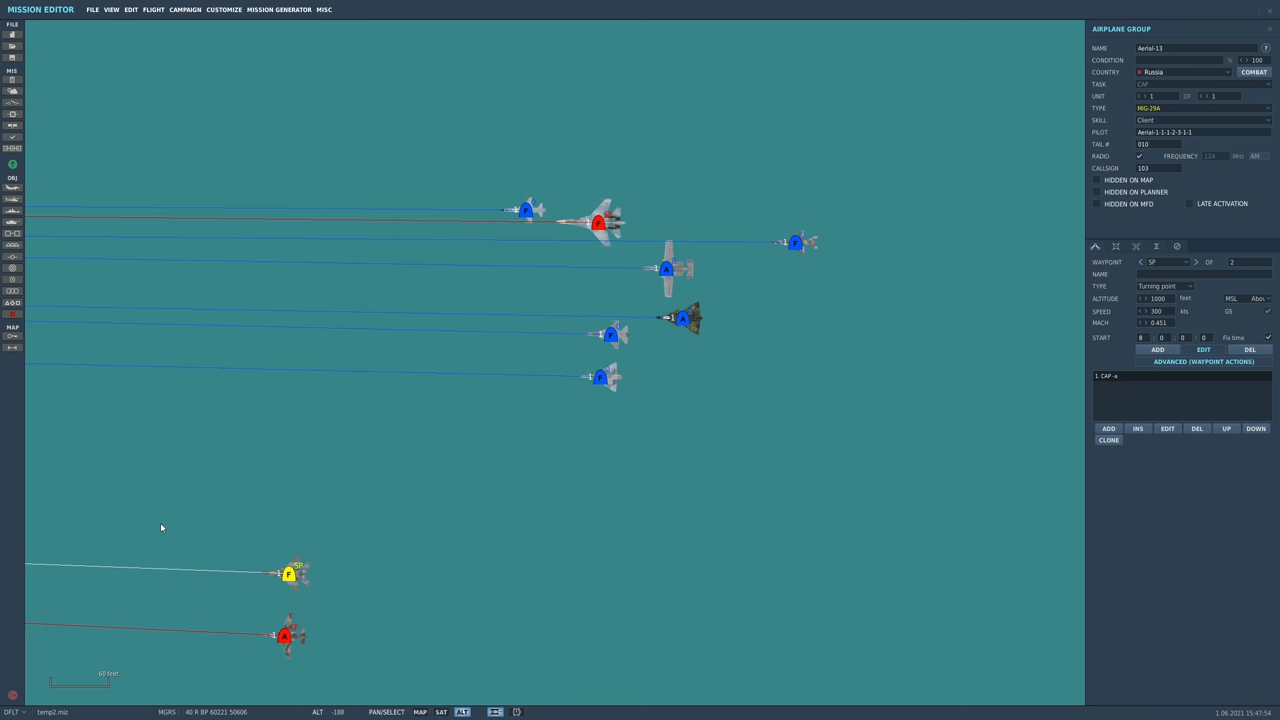 MISSION EDITOR FILE VIEW EDIT FLIGHT CAMPAIGN CUSTOMIZE MISSION GENERATOR MISC
FILE
MIS
OBJ
MAP
AIRPLANE GROUP
NAME Aerial-13 ?
CONDITION % < > 100
COUNTRY Russia COMBAT
TASK CAP
UNIT < > 1 OF < > 1
TYPE MiG-29A
SKILL Client
PILOT Aerial-1-1-1-2-3-1-1
TAIL # 010
RADIO FREQUENCY 124 MHz AM
CALLSIGN 103
HIDDEN ON MAP
HIDDEN ON PLANNER
HIDDEN ON MFD LATE ACTIVATION
WAYPOINT < SP > OF 2
NAME
TYPE Turning point
ALTITUDE < > 1000 feet MSL Abov
SPEED < > 300 kts GS
MACH 0.451
START 8 : 0 : 0 / 0 Fix time
ADD EDIT DEL
ADVANCED (WAYPOINT ACTIONS)
1. CAP -a
ADD INS EDIT DEL UP DOWN
CLONE
F
F
F
A
A
F
F
F SP
A
60 feet
DFLT temp2.miz MGRS 40 R BP 60221 50606 ALT -188 PAN/SELECT MAP SAT ALT 1.06.2021 15:47:54